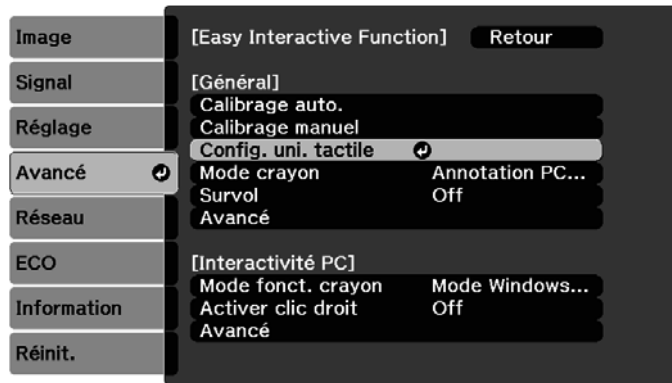 Image
Signal
Réglage
Avancé
Réseau
ECO
Information
Réinit.
[Easy Interactive Function] Retour
[Général]
Calibrage auto.
Calibrage manuel
Config. uni. tactile
Mode crayon Annotation PC...
Survol Off
Avancé
[Interactivité PC]
Mode fonct. crayon Mode Windows...
Activer clic droit Off
Avancé